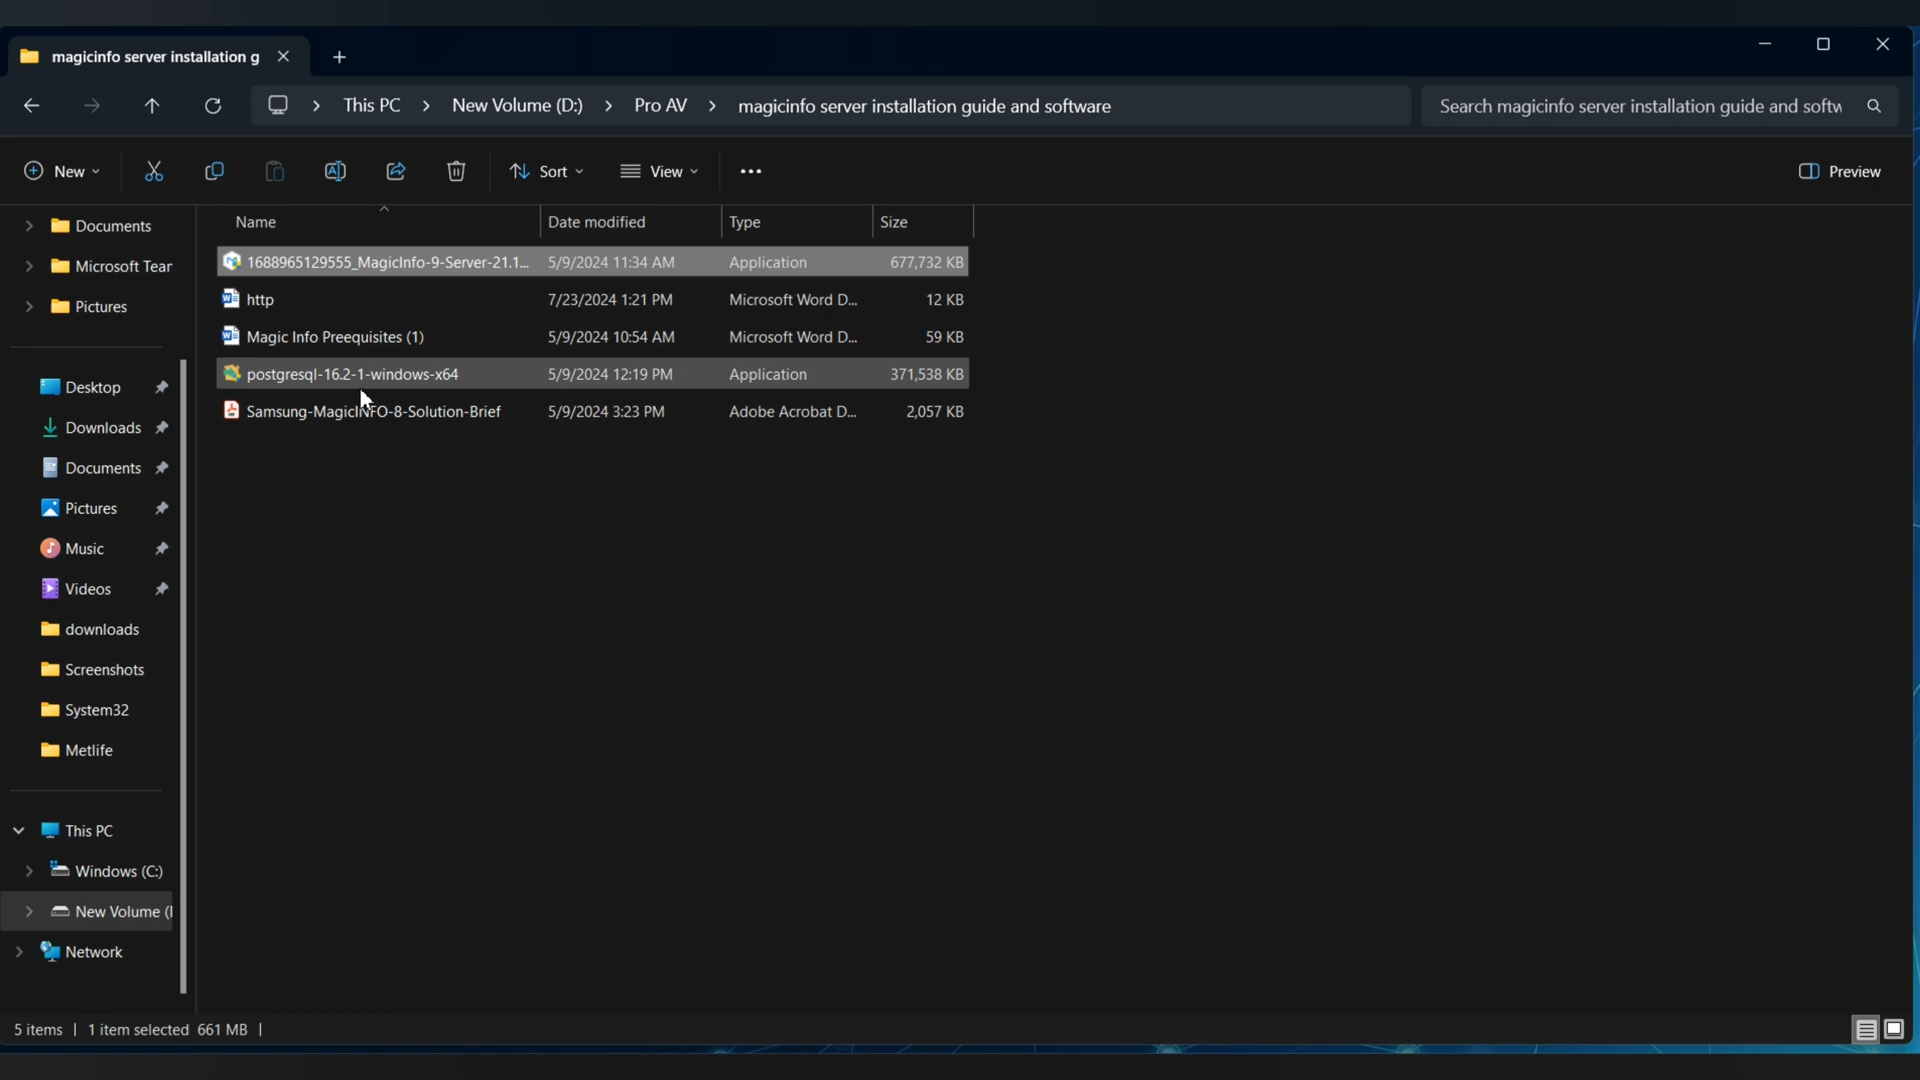 magicinfo server installation g
This PC > New Volume (D:) > Pro AV > magicinfo server installation guide and software
Search magicinfo server installation guide and softw
New Sort View ••• Preview
Name Date modified Type Size
1688965129555_MagicInfo-9-Server-21.1... 5/9/2024 11:34 AM Application 677,732 KB
http 7/23/2024 1:21 PM Microsoft Word D... 12 KB
Magic Info Preequisites (1) 5/9/2024 10:54 AM Microsoft Word D... 59 KB
postgresql-16.2-1-windows-x64 5/9/2024 12:19 PM Application 371,538 KB
Samsung-MagicINFO-8-Solution-Brief 5/9/2024 3:23 PM Adobe Acrobat D... 2,057 KB
Documents
Microsoft Tear
Pictures
Desktop
Downloads
Documents
Pictures
Music
Videos
downloads
Screenshots
System32
Metlife
This PC
Windows (C:)
New Volume (
Network
5 items | 1 item selected 661 MB |